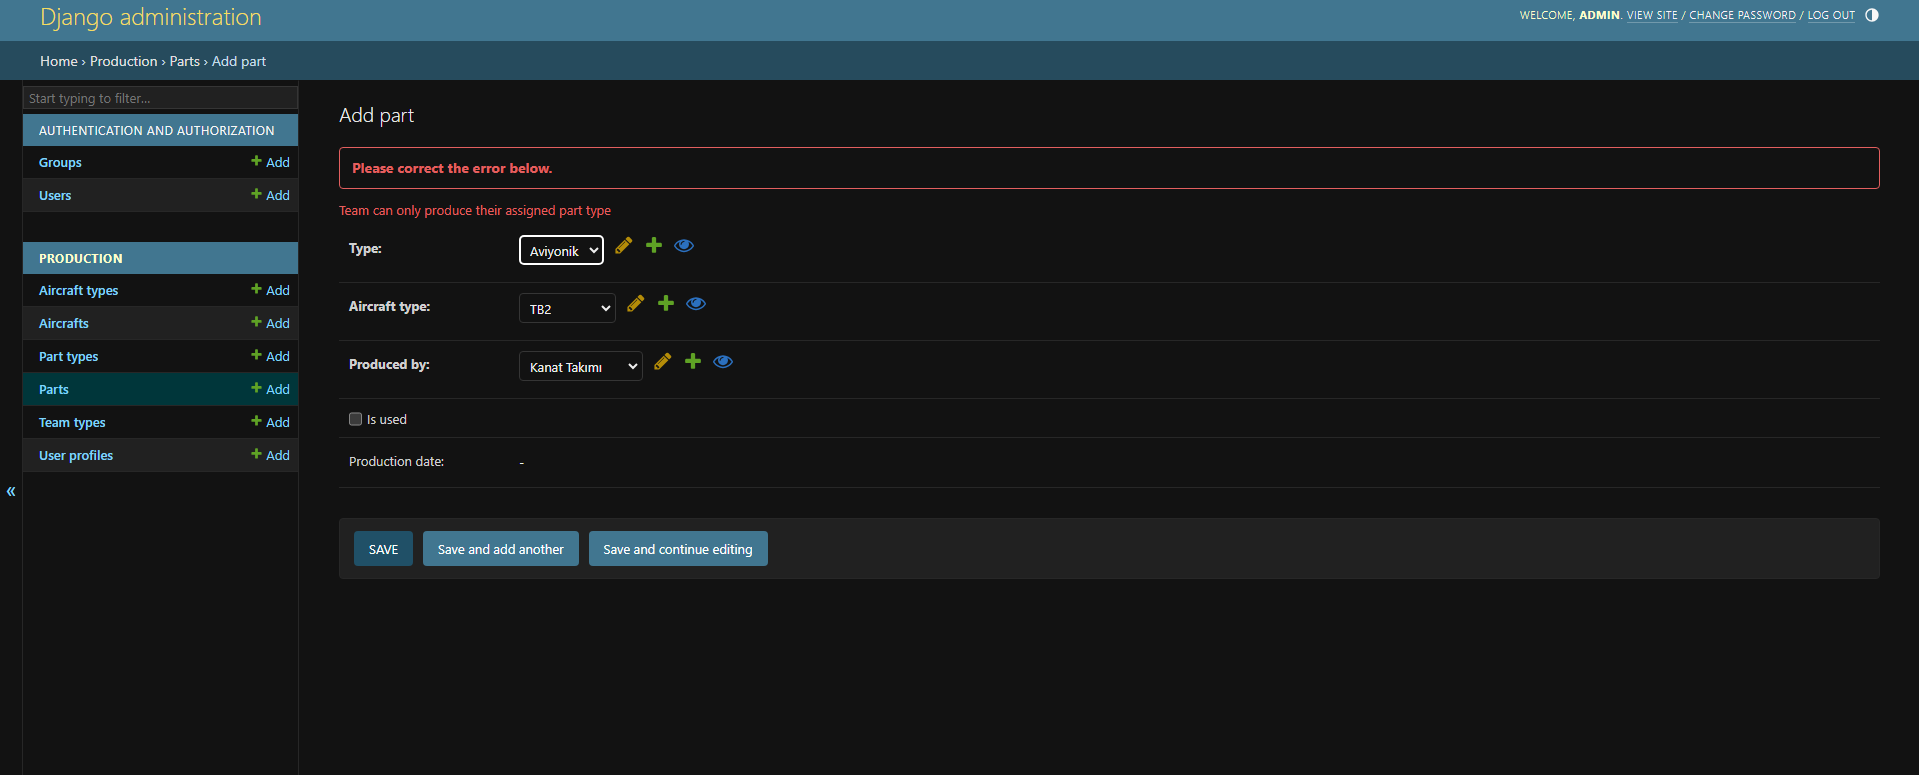 Django administration
WELCOME, ADMIN. VIEW SITE / CHANGE PASSWORD / LOG OUT
Home › Production › Parts › Add part
Start typing to filter...
AUTHENTICATION AND AUTHORIZATION
Groups Add
Users Add
PRODUCTION
Aircraft types Add
Aircrafts Add
Part types Add
Parts Add
Team types Add
User profiles Add
«
Add part
Please correct the error below.
Team can only produce their assigned part type
Type: Aviyonik
Aircraft type: TB2
Produced by: Kanat Takımı
Is used
Production date: -
SAVE Save and add another Save and continue editing